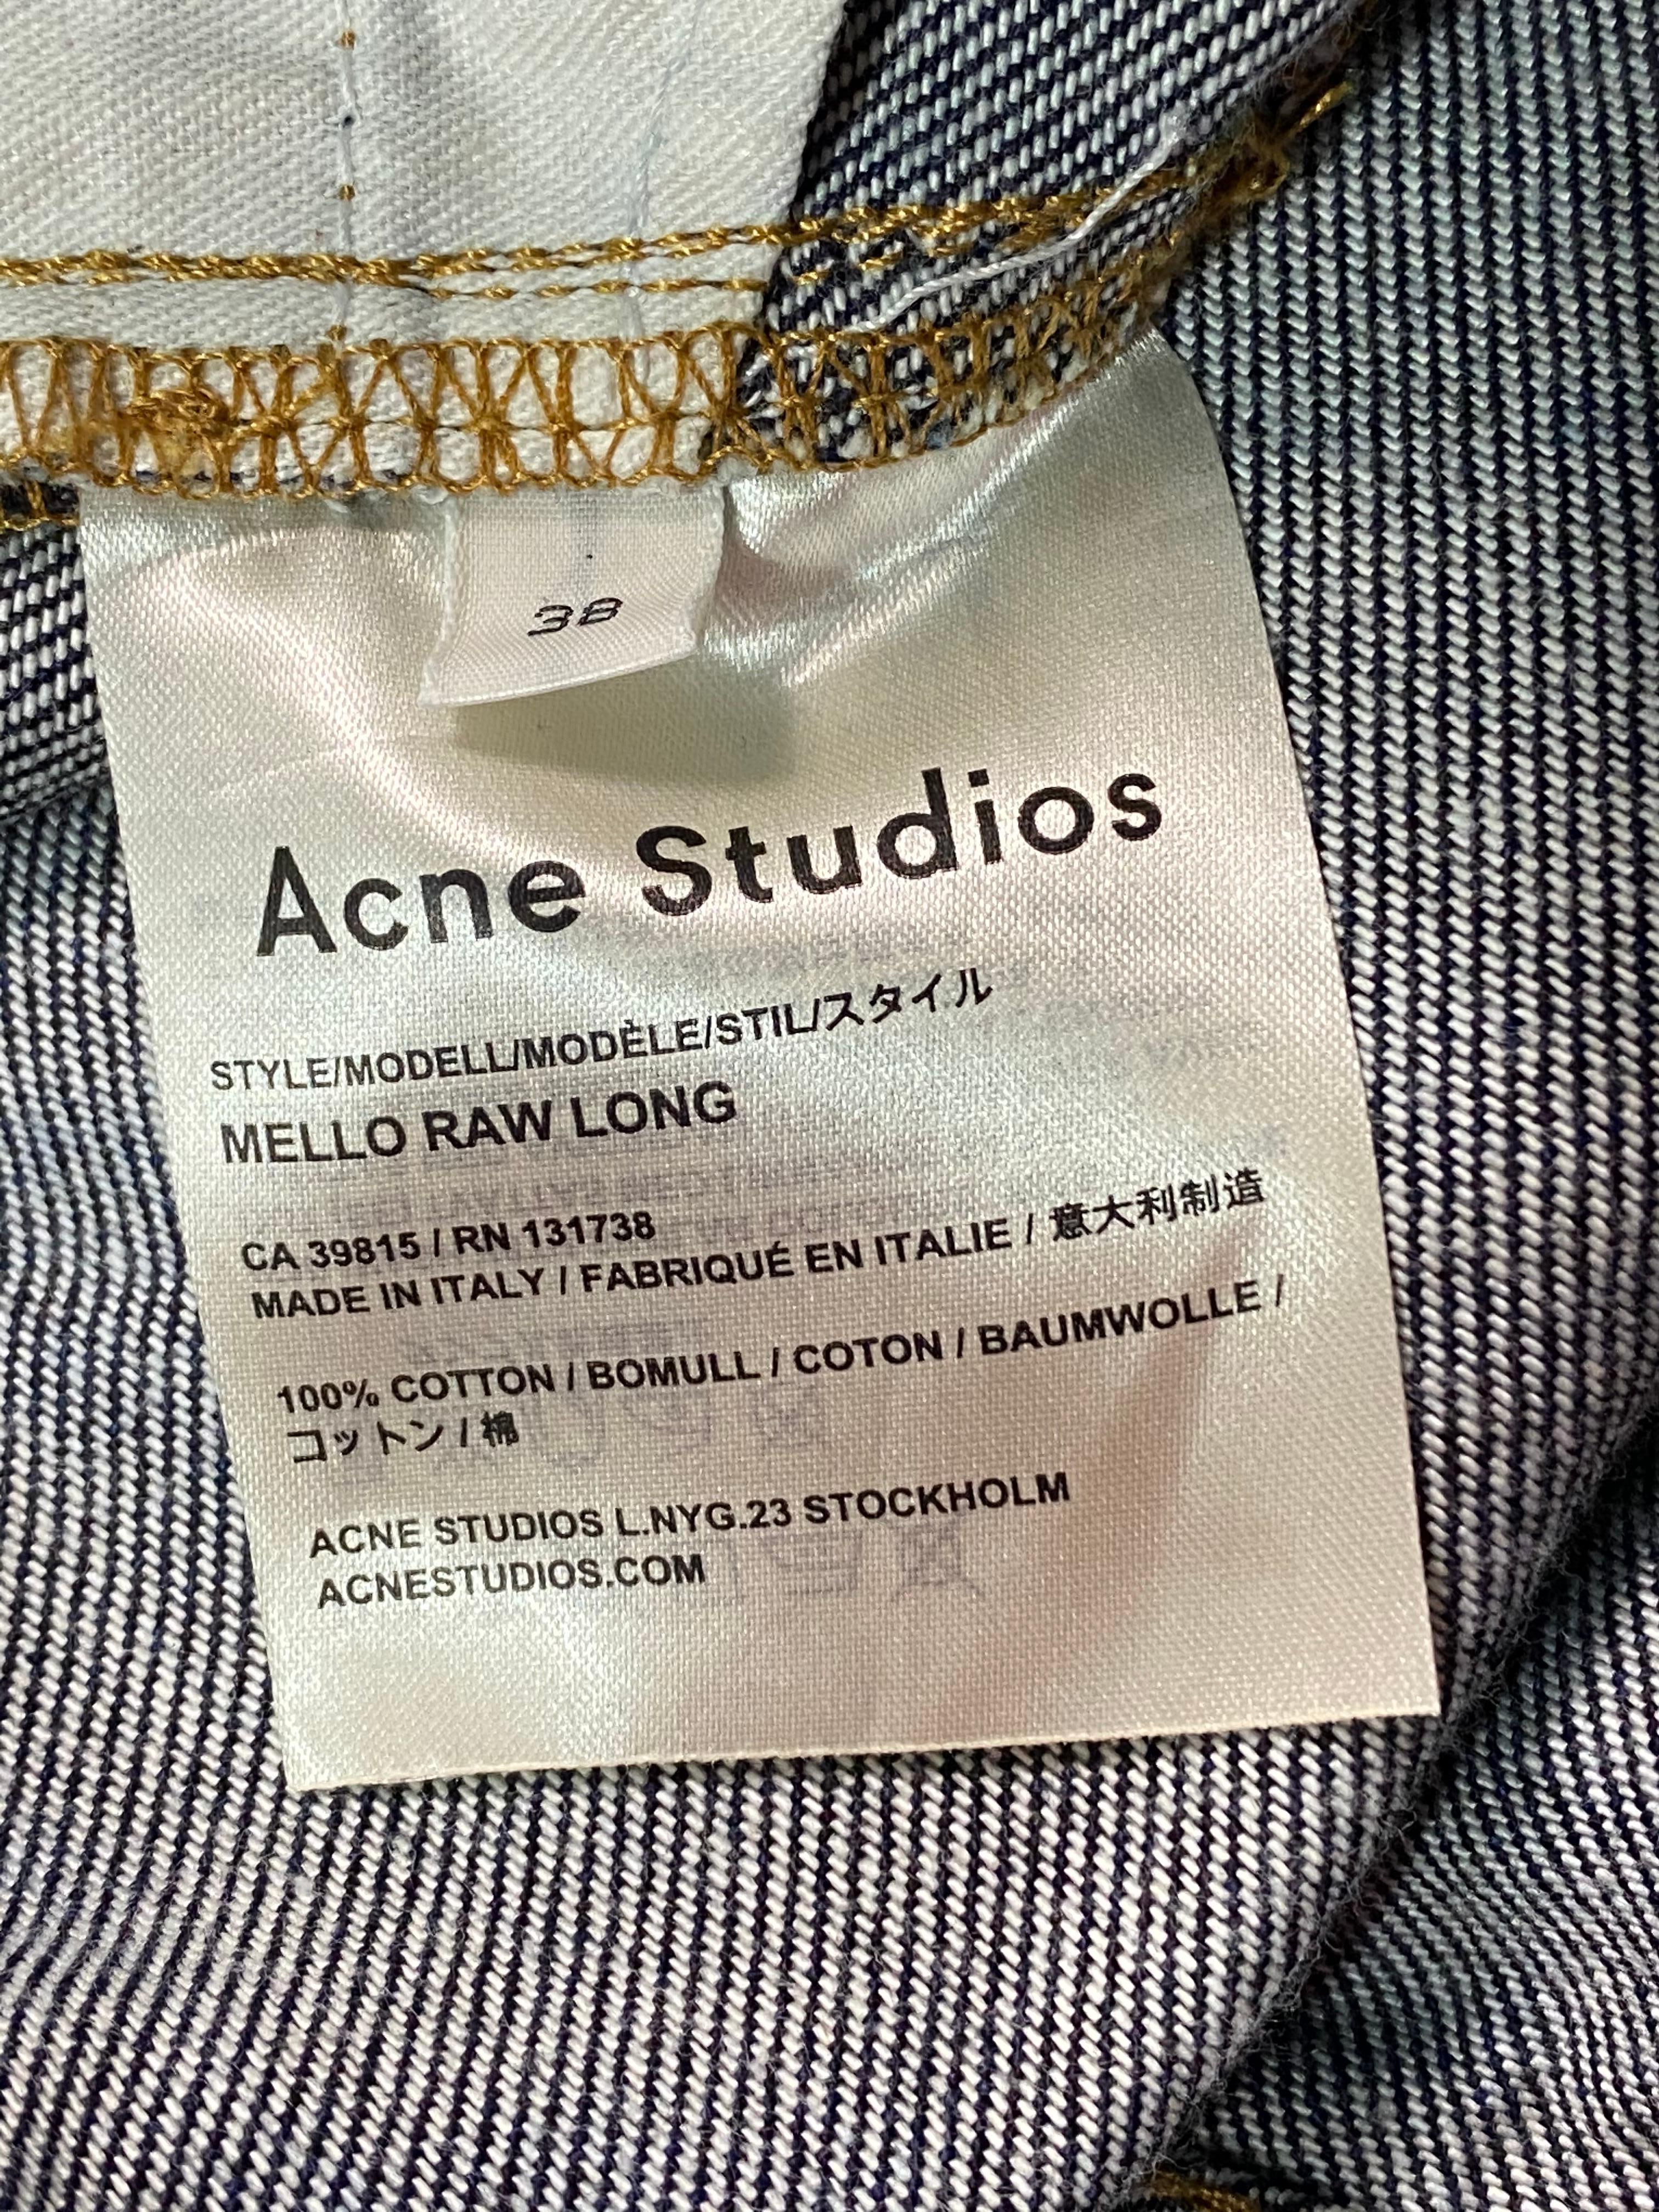 38
Acne Studios
STYLE/MODELL/MODÈLE/STIL/スタイル
MELLO RAW LONG
CA 39815 / RN 131738
MADE IN ITALY / FABRIQUÉ EN ITALIE / 意大利制造
100% COTTON / BOMULL / COTON / BAUMWOLLE /
コットン / 棉
ACNE STUDIOS L.NYG.23 STOCKHOLM
ACNESTUDIOS.COM